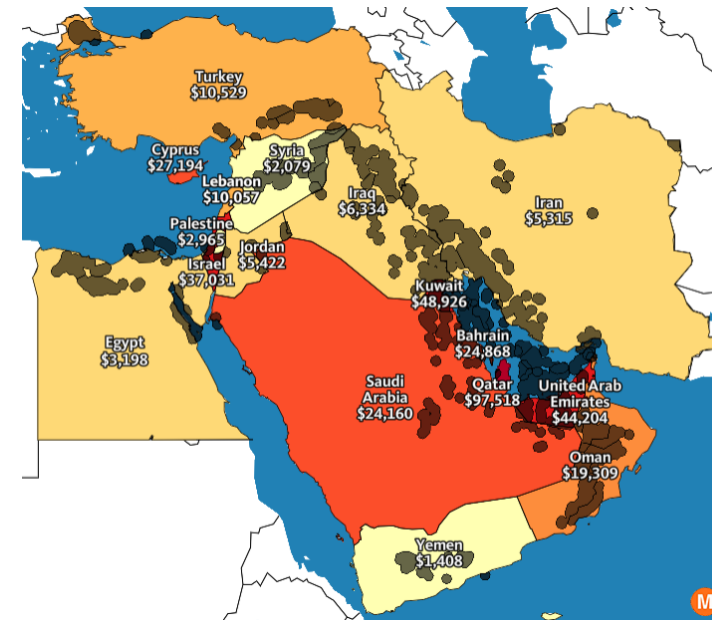 Turkey
$10,529
Cyprus
$27,194
Syria
$2,079
Lebanon
$10,057
Iraq
$6,334
Iran
$5,315
Palestine
$2,965
Jordan
$5,422
Israel
$37,031
Kuwait
$48,926
Egypt
$3,198
Bahrain
$24,868
Saudi
Arabia
$24,160
Qatar
$97,518
United Arab
Emirates
$44,204
Oman
$19,309
Yemen
$1,408
M